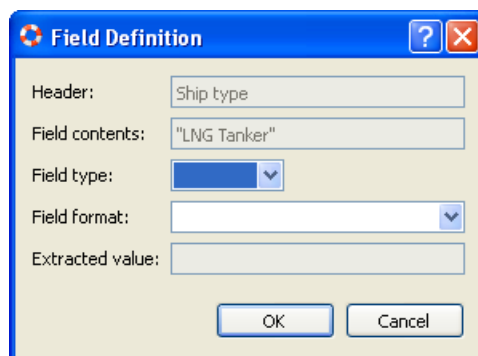 Field Definition
Header: Ship type
Field contents: "LNG Tanker"
Field type:
Field format:
Extracted value:
OK Cancel